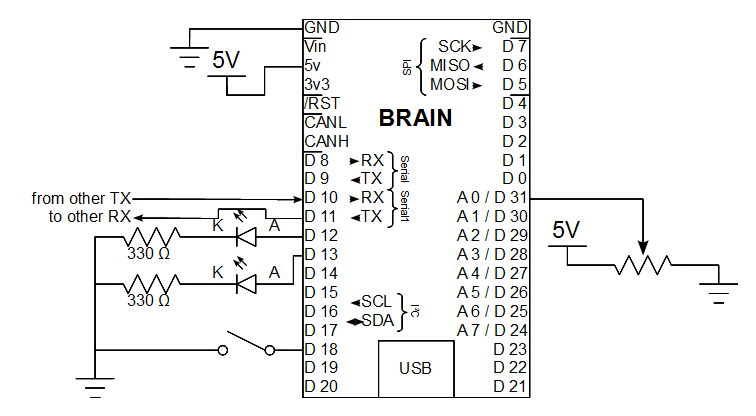 GND
Vin
5v
5V
3v3
/RST
CANL
CANH
D 8 RX
D 9 TX
Serial
from other TX
D 10 RX
to other RX
D 11 TX
Serial1
K A
D 12
330 Ω
D 13
K A
D 14
330 Ω
D 15
D 16 SCL
D 17 SDA
I²C
D 18
D 19
D 20
BRAIN
USB
GND
SPI
SCK D 7
MISO D 6
MOSI D 5
D 4
D 3
D 2
D 1
D 0
A 0 / D 31
A 1 / D 30
A 2 / D 29
A 3 / D 28
A 4 / D 27
A 5 / D 26
A 6 / D 25
A 7 / D 24
D 23
D 22
D 21
5V